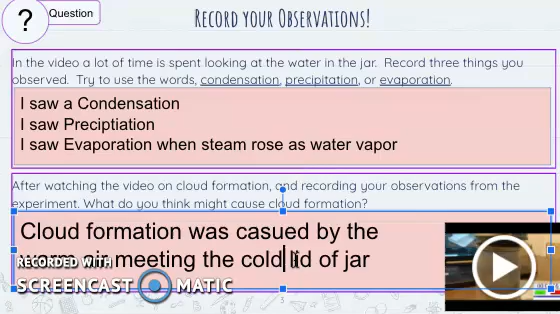 ?
Question
RECORD YOUR OBSERVATIONS!
In the video a lot of time is spent looking at the water in the jar. Record three things you
observed. Try to use the words, condensation, precipitation, or evaporation.
I saw a Condensation
I saw Preciptiation
I saw Evaporation when steam rose as water vapor
After watching the video on cloud formation, and recording your observations from the
experiment. What do you think might cause cloud formation?
Cloud formation was casued by the
air meeting the cold lid of jar
RECORDED WITH
SCREENCAST MATIC
3